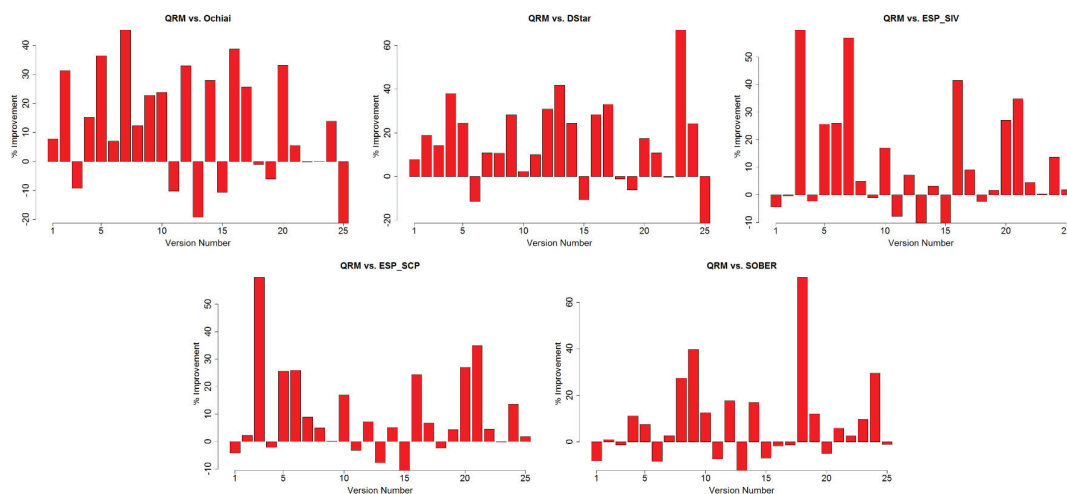 QRM vs. Ochiai
% Improvement
40
30
20
10
0
-10
-20
1 5 10 15 20 25
Version Number
QRM vs. DStar
% Improvement
60
40
20
0
-20
1 5 10 15 20 25
Version Number
QRM vs. ESP_SIV
% Improvement
50
40
30
20
10
0
-10
1 5 10 15 20 2
Version Number
QRM vs. ESP_SCP
% Improvement
50
40
30
20
10
0
-10
1 5 10 15 20 25
Version Number
QRM vs. SOBER
% Improvement
60
40
20
0
1 5 10 15 20 25
Version Number